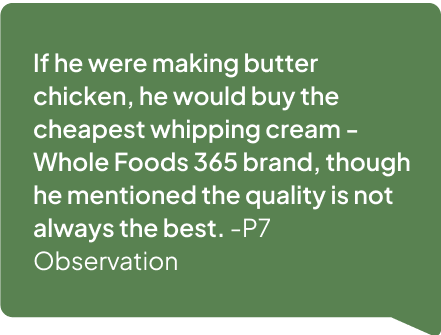 If he were making butter
chicken, he would buy the
cheapest whipping cream –
Whole Foods 365 brand, though
he mentioned the quality is not
always the best. -P7
Observation